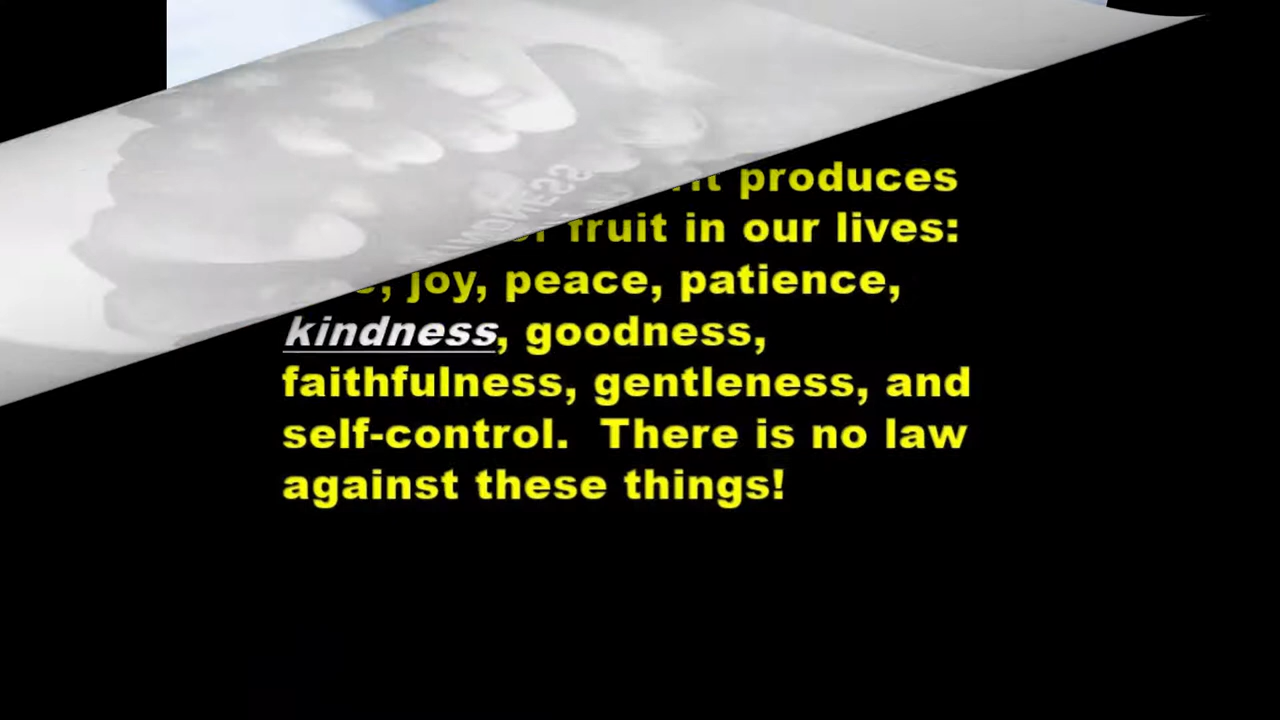 produces
fruit in our lives:
joy, peace, patience,
kindness, goodness,
faithfulness, gentleness, and
self-control. There is no law
against these things!